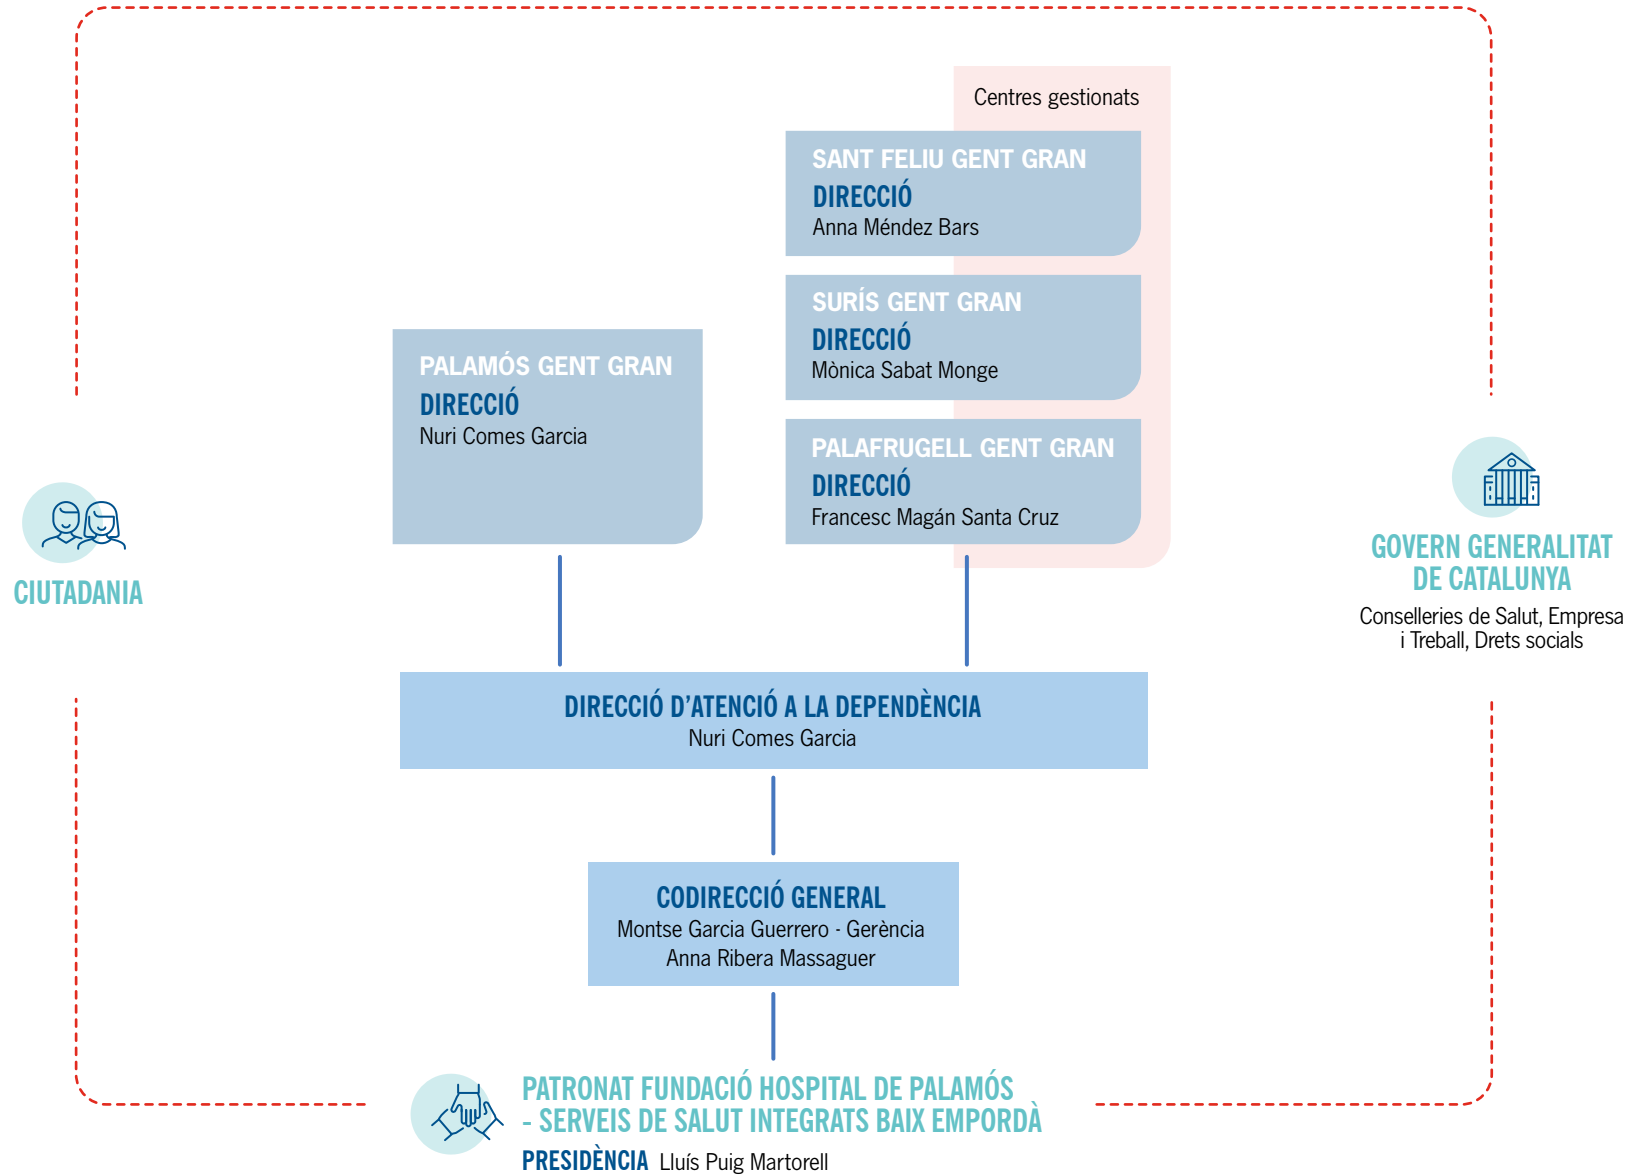 Centres gestionats
SANT FELIU GENT GRAN
DIRECCIÓ
Anna Méndez Bars
SURÍS GENT GRAN
DIRECCIÓ
Mònica Sabat Monge
PALAMÓS GENT GRAN
DIRECCIÓ
Nuri Comes Garcia
PALAFRUGELL GENT GRAN
DIRECCIÓ
Francesc Magán Santa Cruz
CIUTADANIA
GOVERN GENERALITAT
DE CATALUNYA
Conselleries de Salut, Empresa
i Treball, Drets socials
DIRECCIÓ D'ATENCIÓ A LA DEPENDÈNCIA
Nuri Comes Garcia
CODIRECCIÓ GENERAL
Montse Garcia Guerrero - Gerència
Anna Ribera Massaguer
PATRONAT FUNDACIÓ HOSPITAL DE PALAMÓS
- SERVEIS DE SALUT INTEGRATS BAIX EMPORDÀ
PRESIDÈNCIA Lluís Puig Martorell